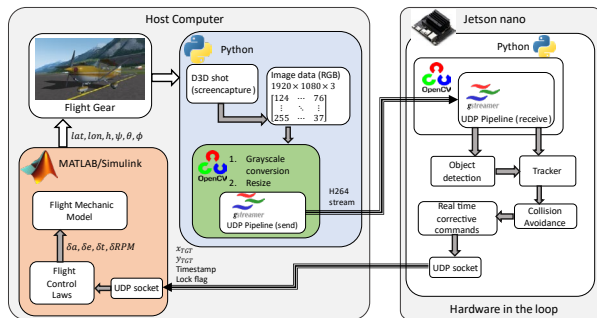 Host Computer
Flight Gear
lat, lon, h, ψ, θ, ϕ
MATLAB/Simulink
Flight Mechanic
Model
δa, δe, δt, δRPM
Flight
Control
Laws
UDP socket
Python
D3D shot
(screencapture)
Image data (RGB)
1920 × 1080 × 3
[124 ⋯ 76]
⋮ ⋱ ⋮
[255 ⋯ 37]
OpenCV
1. Grayscale
conversion
2. Resize
gstreamer
UDP Pipeline (send)
H264
stream
x_TGT
y_TGT
Timestamp
Lock flag
Jetson nano
Python
OpenCV
gstreamer
UDP Pipeline (receive)
Object
detection
Tracker
Real time
corrective
commands
Collision
Avoidance
UDP socket
Hardware in the loop